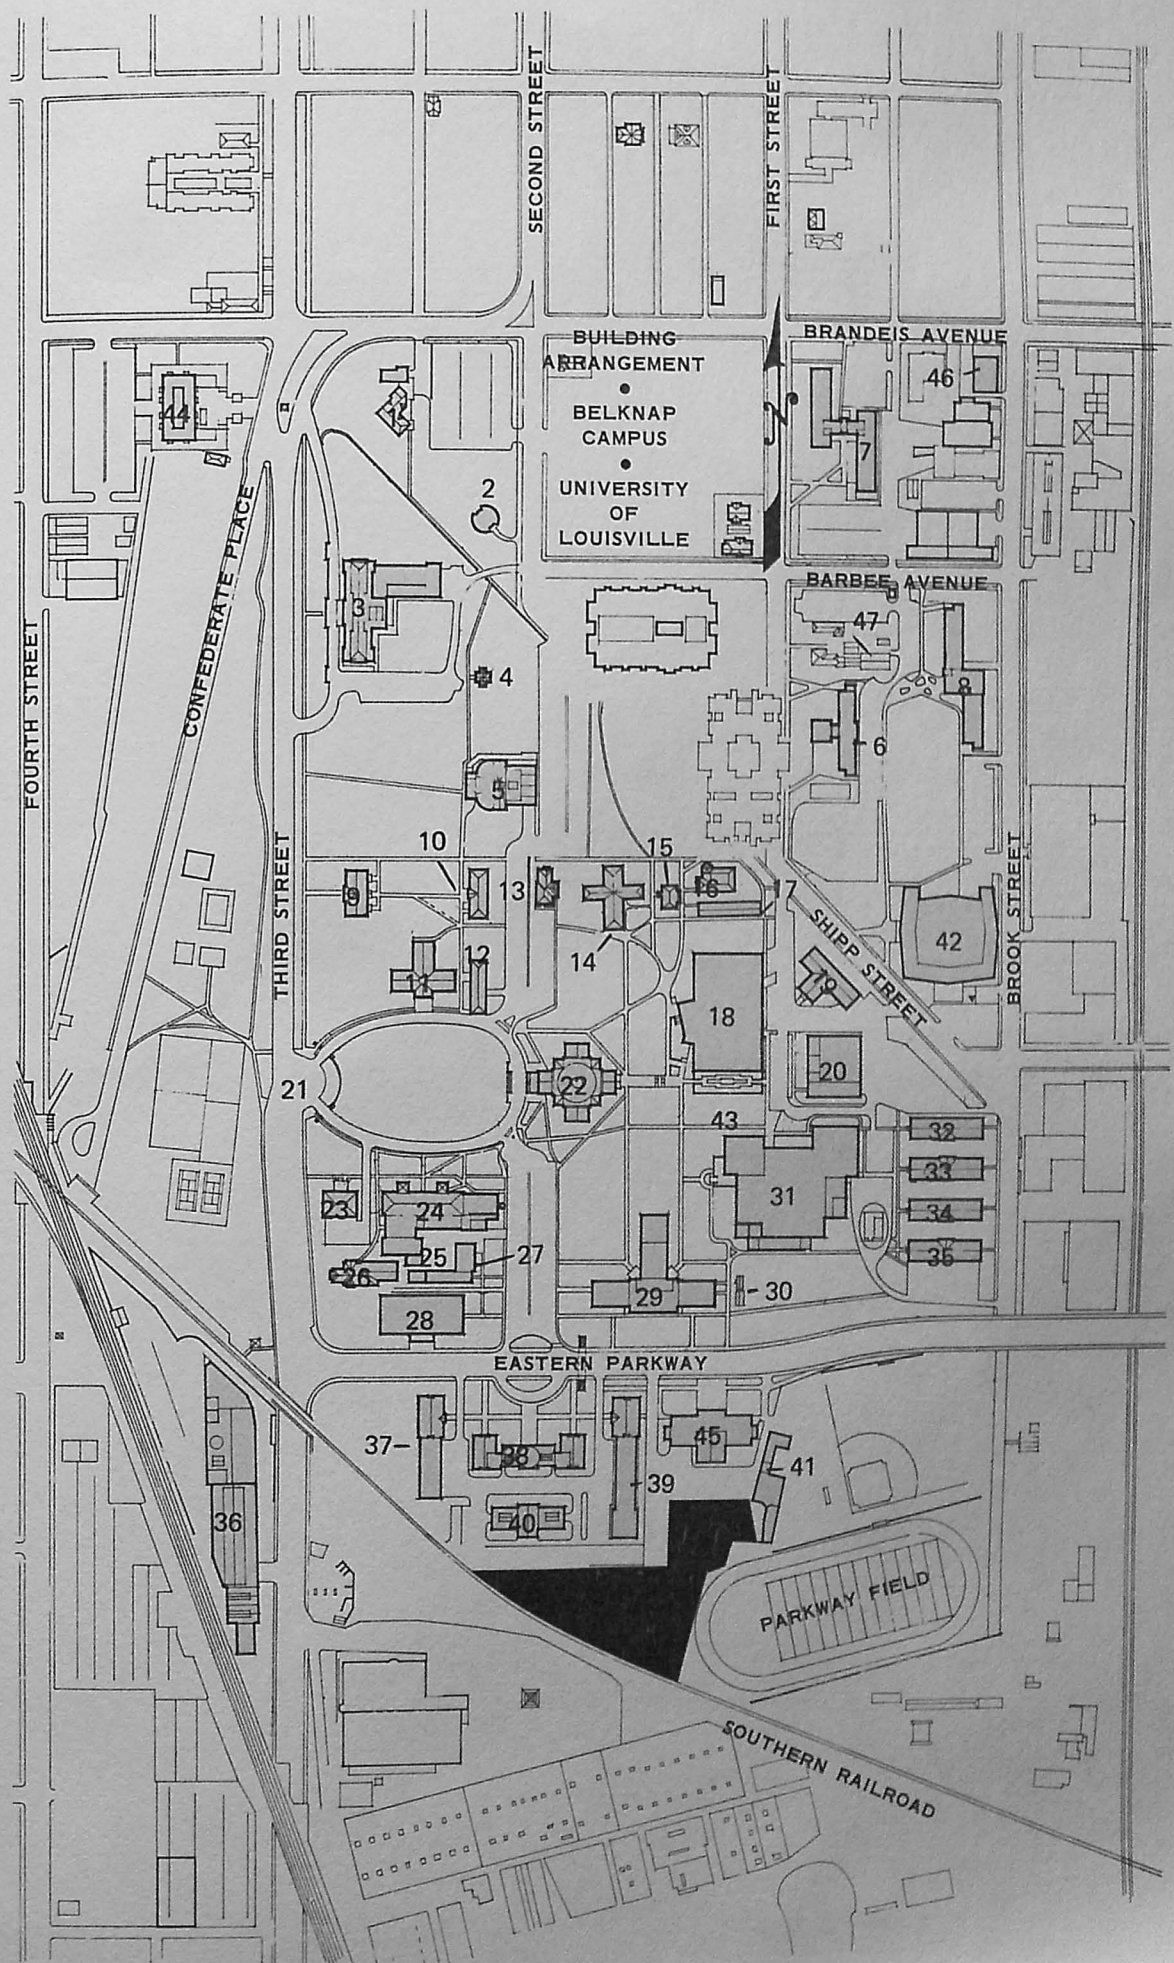 SECOND STREET
FIRST STREET
BRANDEIS AVENUE
BUILDING
ARRANGEMENT
●
BELKNAP
CAMPUS
●
UNIVERSITY
OF
LOUISVILLE
N
46
44
1
7
2
CONFEDERATE PLACE
BARBEE AVENUE
3
47
FOURTH STREET
4
8
6
5
THIRD STREET
10
15
BROOK STREET
9
13
16
17
SHIPP STREET
42
14
12
11
19
18
20
21
22
43
32
33
31
23
24
34
25
27
26
35
29
30
28
EASTERN PARKWAY
37
38
45
39
41
36
40
PARKWAY FIELD
SOUTHERN RAILROAD